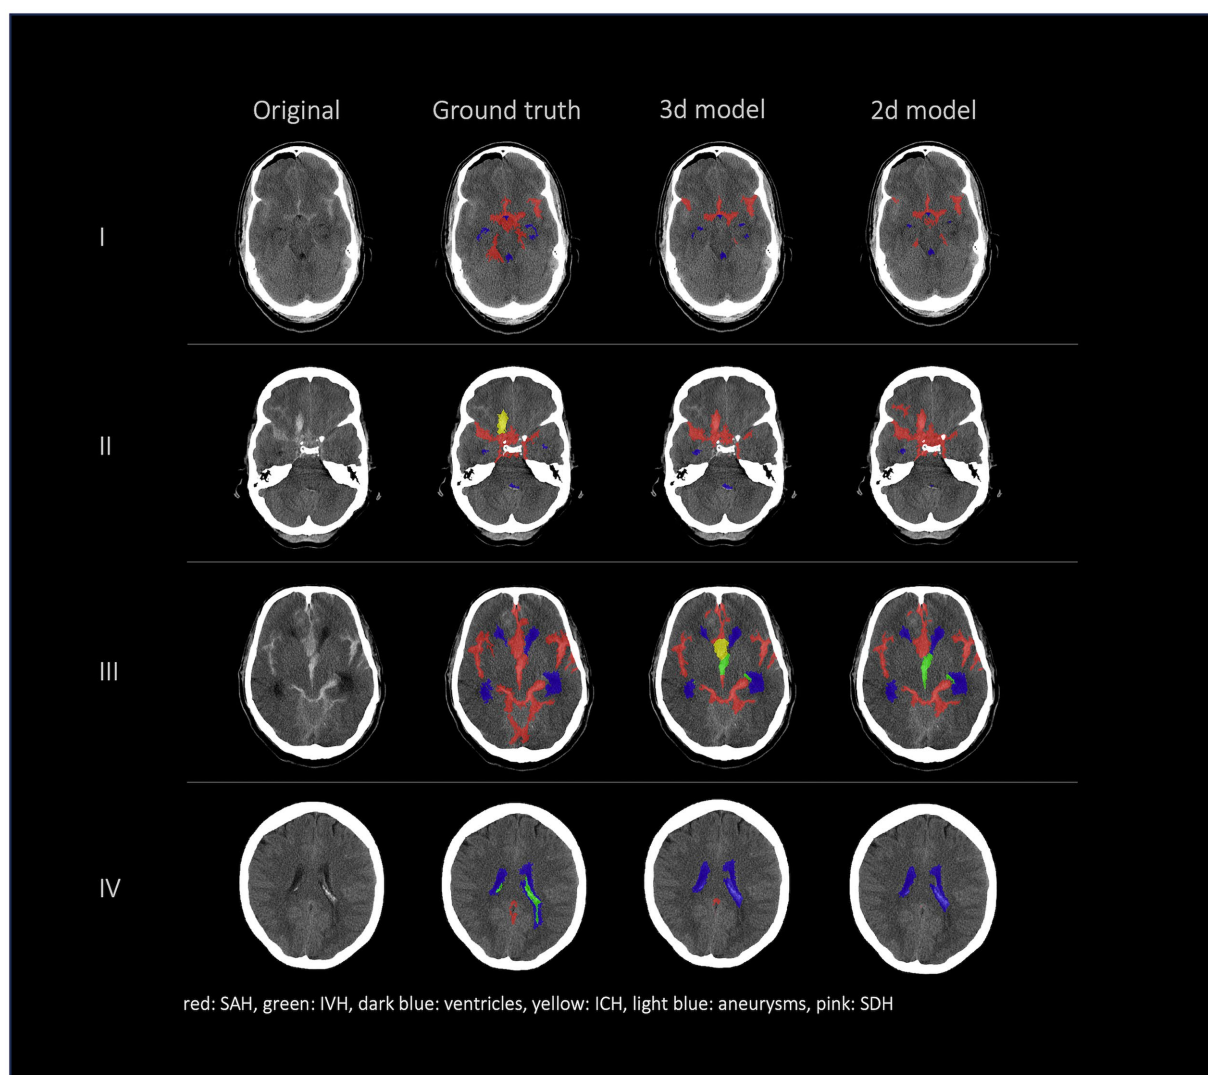 Original Ground truth 3d model 2d model
I
II
III
IV
red: SAH, green: IVH, dark blue: ventricles, yellow: ICH, light blue: aneurysms, pink: SDH